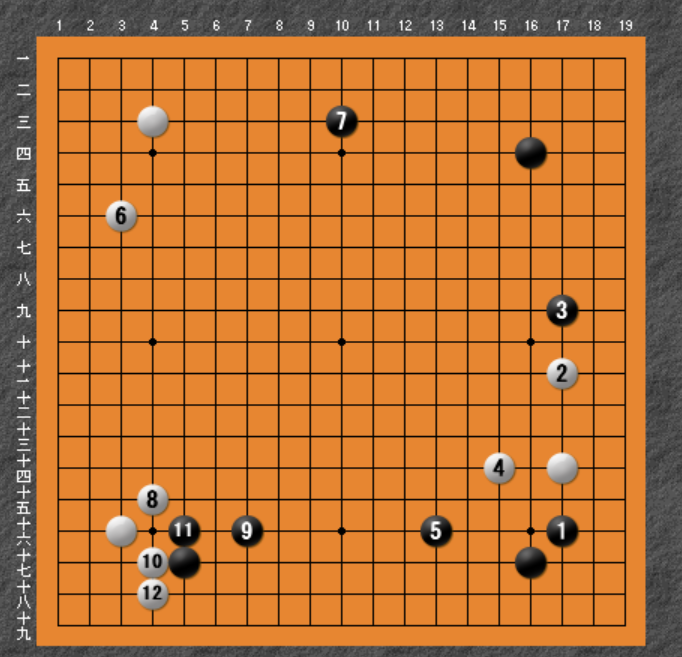 1 2 3 4 5 6 7 8 9 10 11 12 13 14 15 16 17 18 19
一
二
三 7
四
五
六 6
七
八
九 3
十
十一 2
十二
十三
十四 4
十五 8
十六 11 9 5 1
十七 10
十八 12
十九